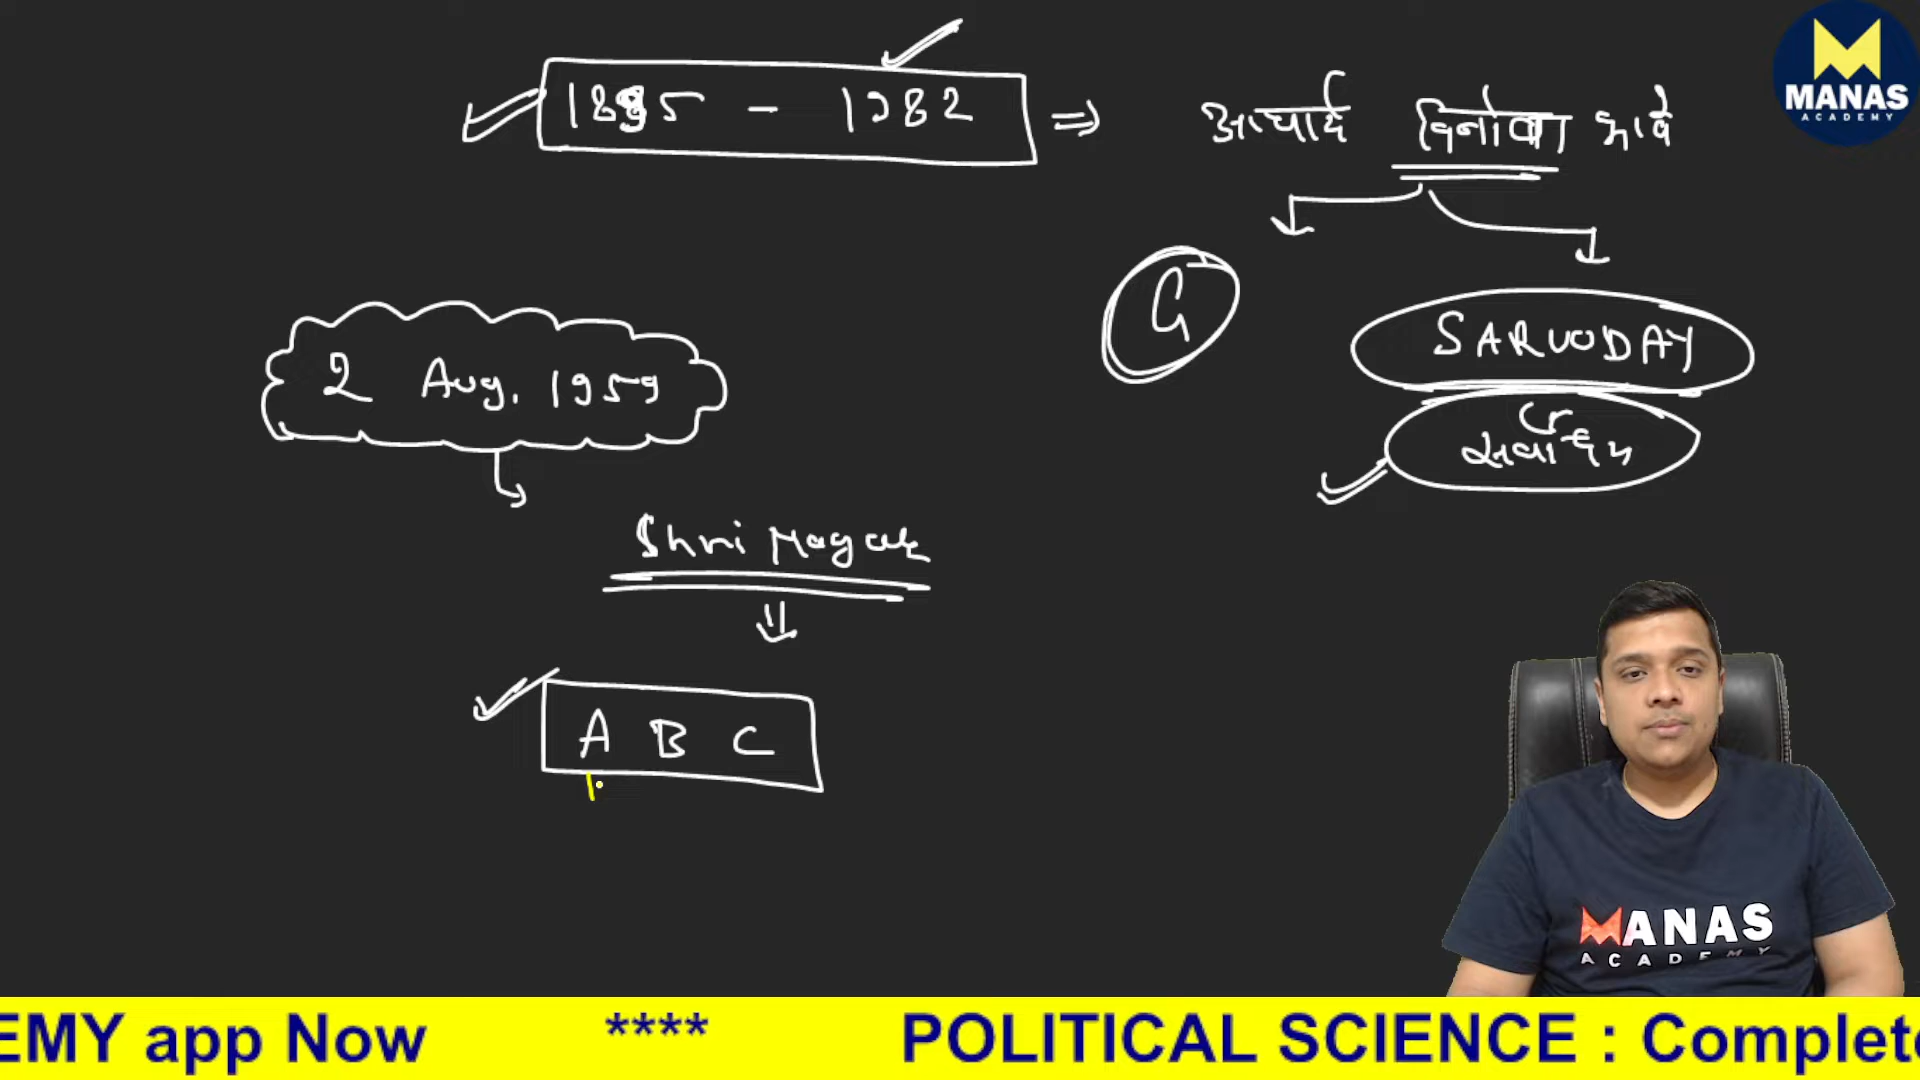 1895 - 1982 ⇒ आचार्य विनोबा भावे
MANAS
ACADEMY
G
SARVODAY
सर्वोदय
2 Aug. 1959
Shri
A B C
MANAS
ACADEMY
EMY app Now **** POLITICAL SCIENCE : Complete